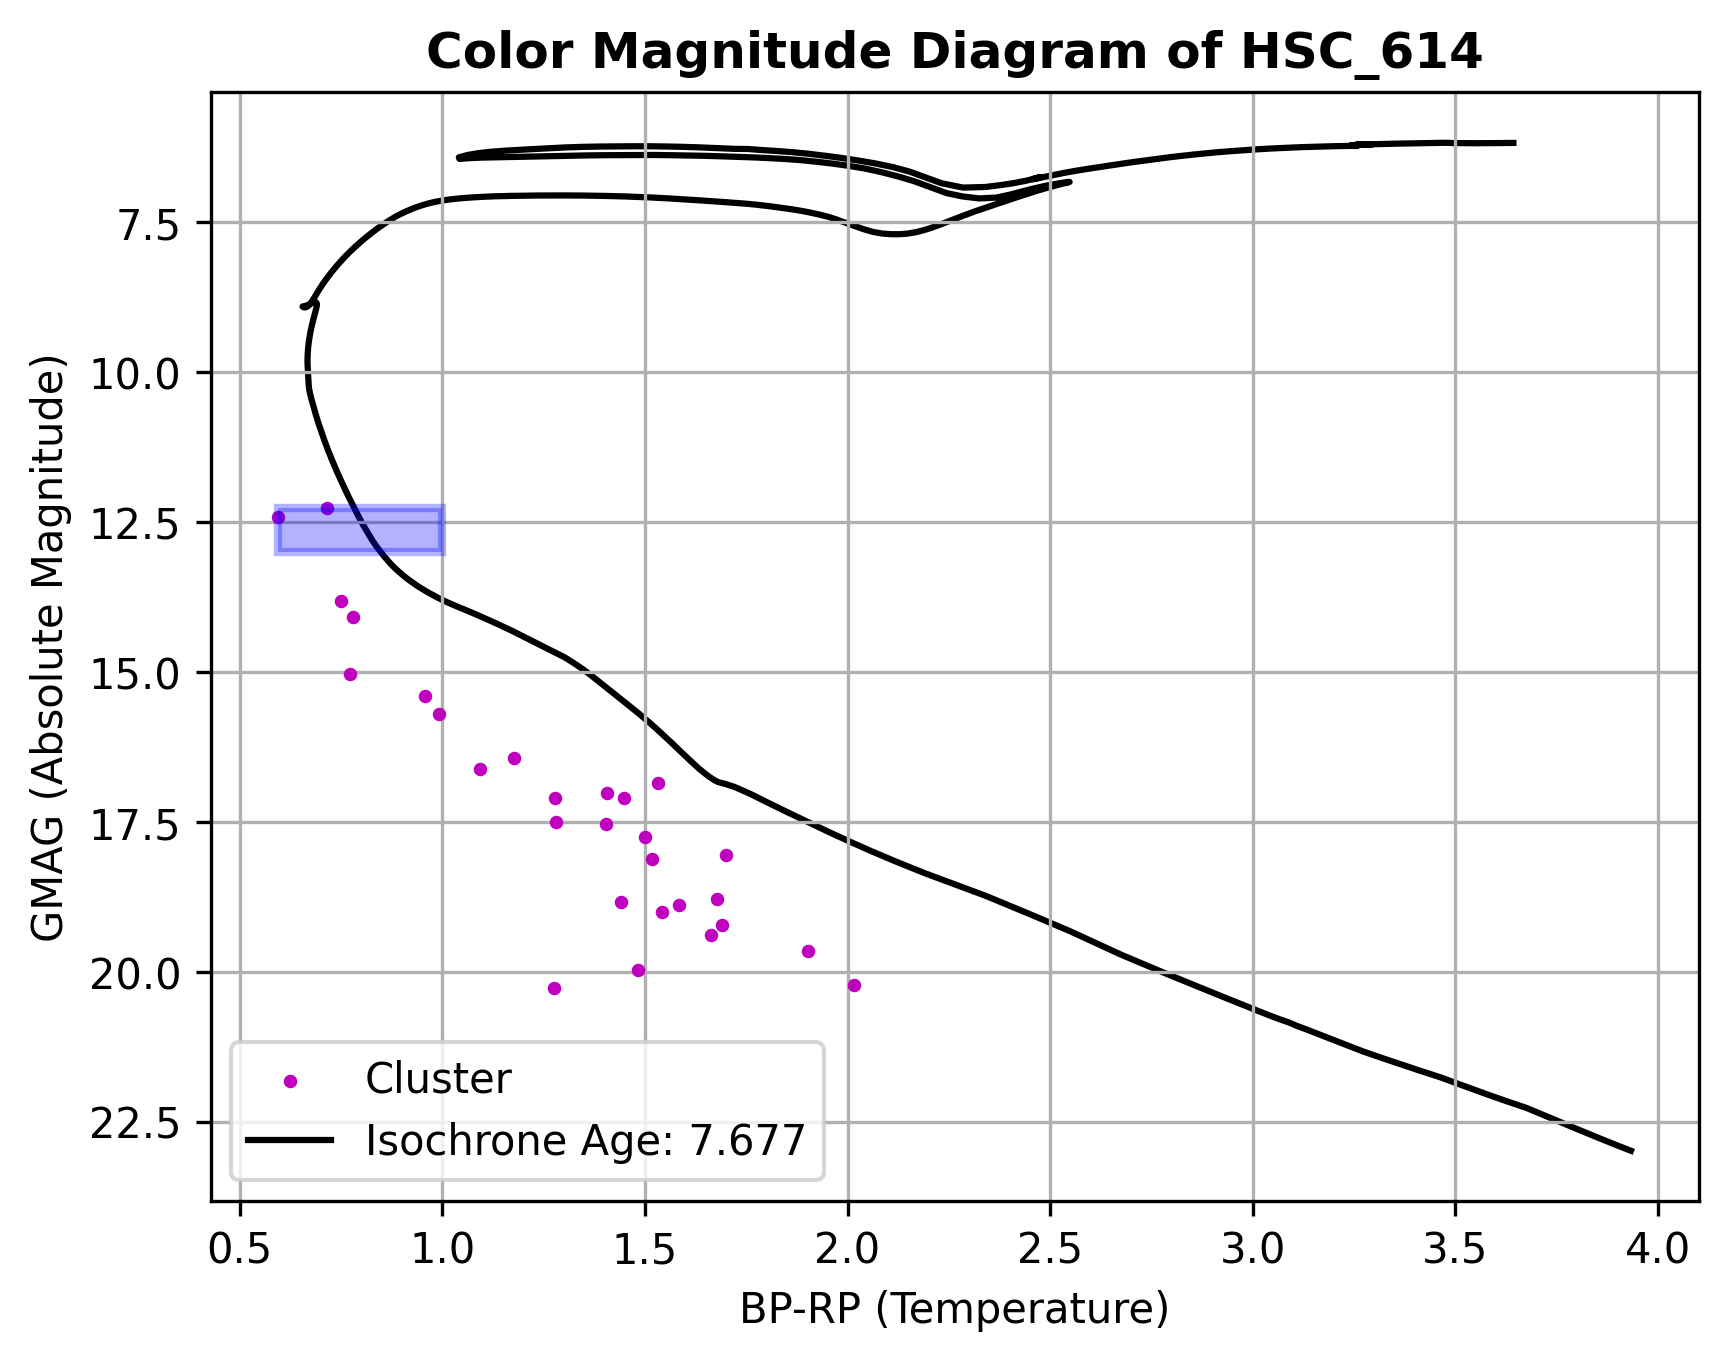 Color Magnitude Diagram of HSC_614
GMAG (Absolute Magnitude)
7.5
10.0
12.5
15.0
17.5
20.0
22.5
Cluster
Isochrone Age: 7.677
0.5 1.0 1.5 2.0 2.5 3.0 3.5 4.0
BP-RP (Temperature)